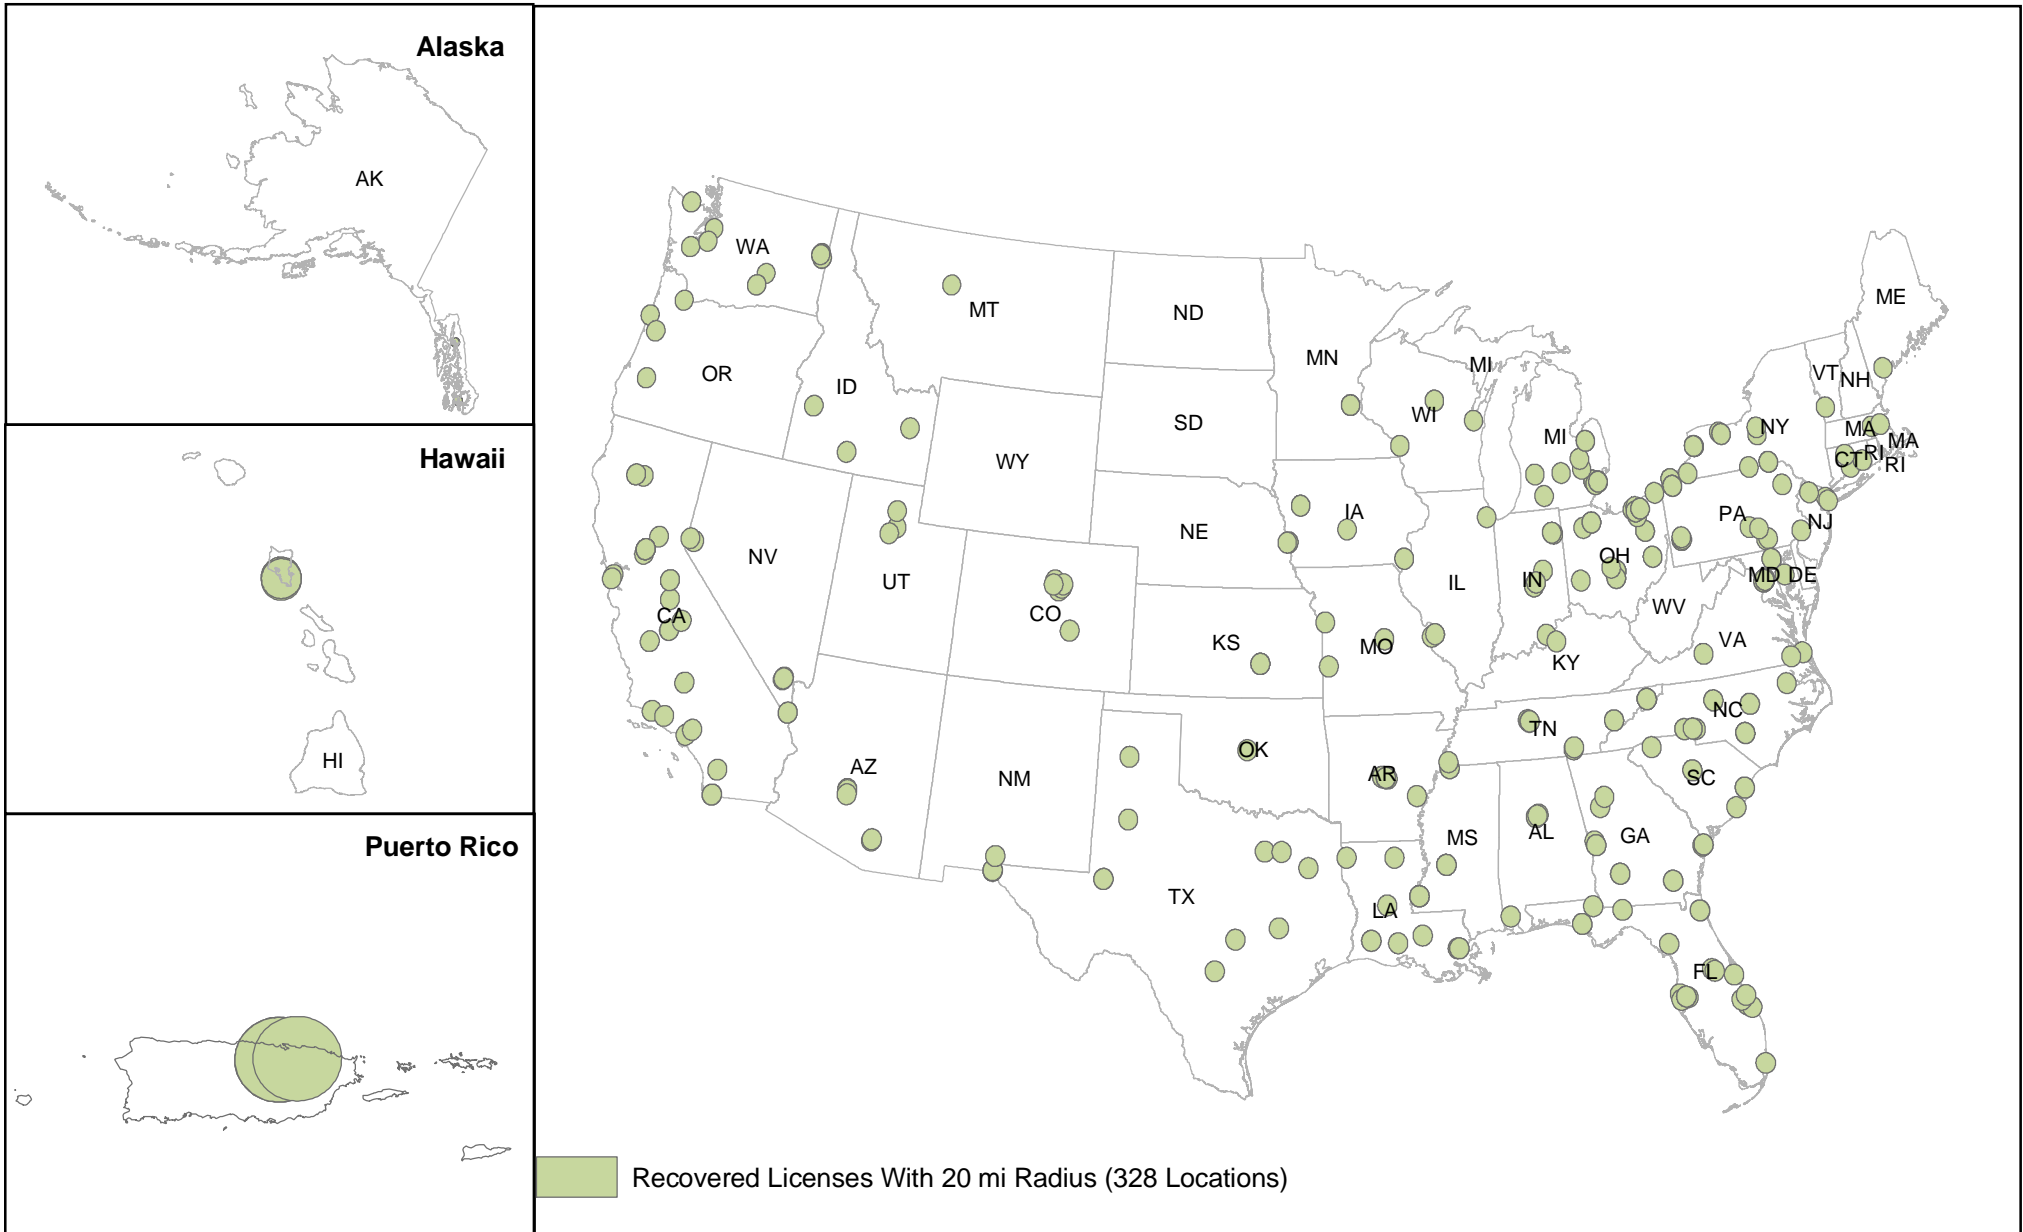 Alaska
AK
Hawaii
HI
Puerto Rico
WA
MT
ND
MN
ME
OR
ID
SD
WI
MI
MI
VT
NH
NY
MA
MA
CT
RI
RI
WY
NE
IA
PA
NJ
NV
UT
CO
IL
IN
OH
MD
DE
WV
VA
CA
KS
MO
KY
AZ
NM
OK
AR
TN
NC
SC
TX
LA
MS
AL
GA
FL
Recovered Licenses With 20 mi Radius (328 Locations)